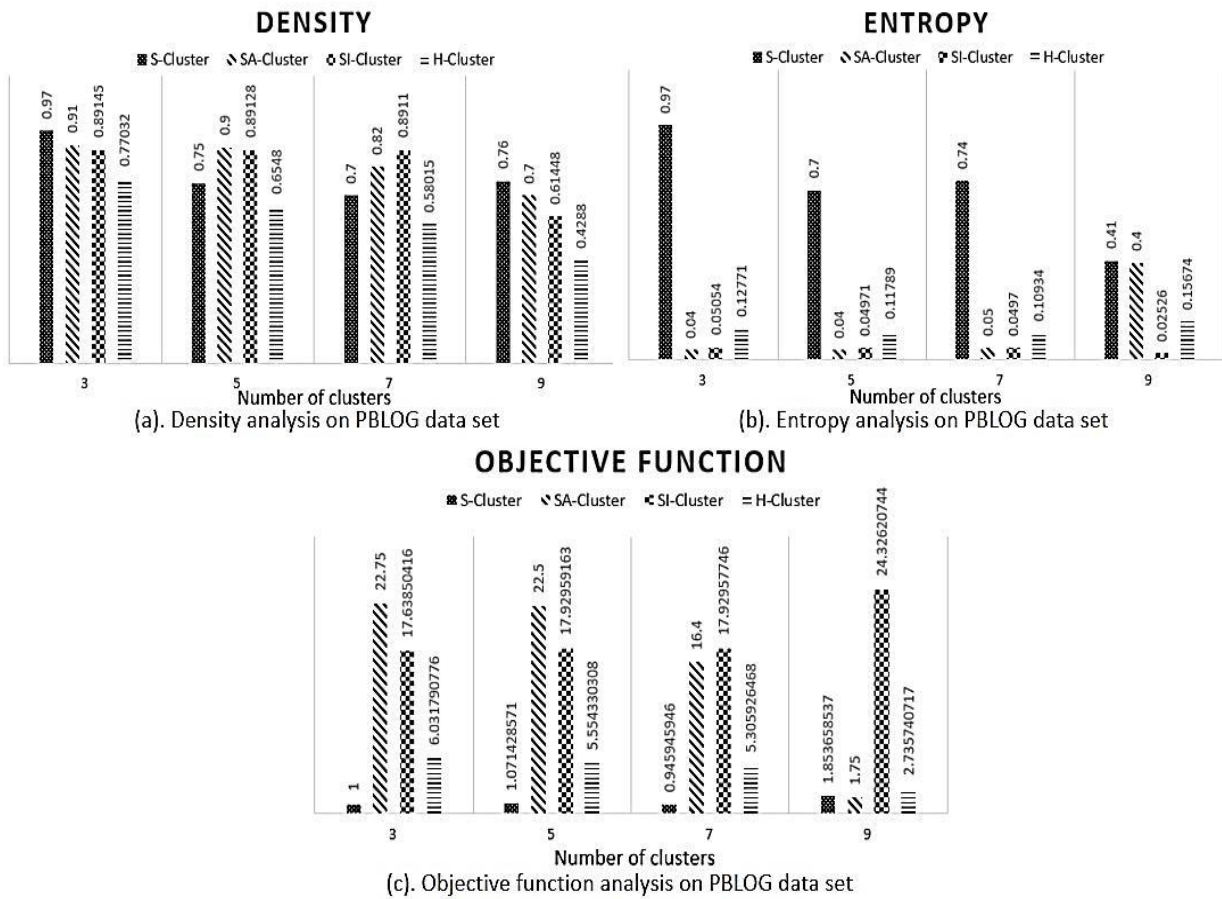 DENSITY
S-Cluster SA-Cluster SI-Cluster H-Cluster
0.97 0.91 0.89145 0.77032 0.75 0.9 0.89128 0.6548 0.7 0.82 0.8911 0.58015 0.76 0.7 0.61448 0.4288
3 5 7 9
Number of clusters
(a). Density analysis on PBLOG data set
ENTROPY
S-Cluster SA-Cluster SI-Cluster H-Cluster
0.97 0.04 0.05054 0.12771 0.7 0.04 0.04971 0.11789 0.74 0.05 0.0497 0.10934 0.41 0.4 0.02526 0.15674
3 5 7 9
Number of clusters
(b). Entropy analysis on PBLOG data set
OBJECTIVE FUNCTION
S-Cluster SA-Cluster SI-Cluster H-Cluster
1 22.75 17.63850416 6.031790776 1.071428571 22.5 17.92959163 5.554330308 0.945945946 16.4 17.92957746 5.305926468 1.853658537 1.75 24.32620744 2.735740717
3 5 7 9
Number of clusters
(c). Objective function analysis on PBLOG data set